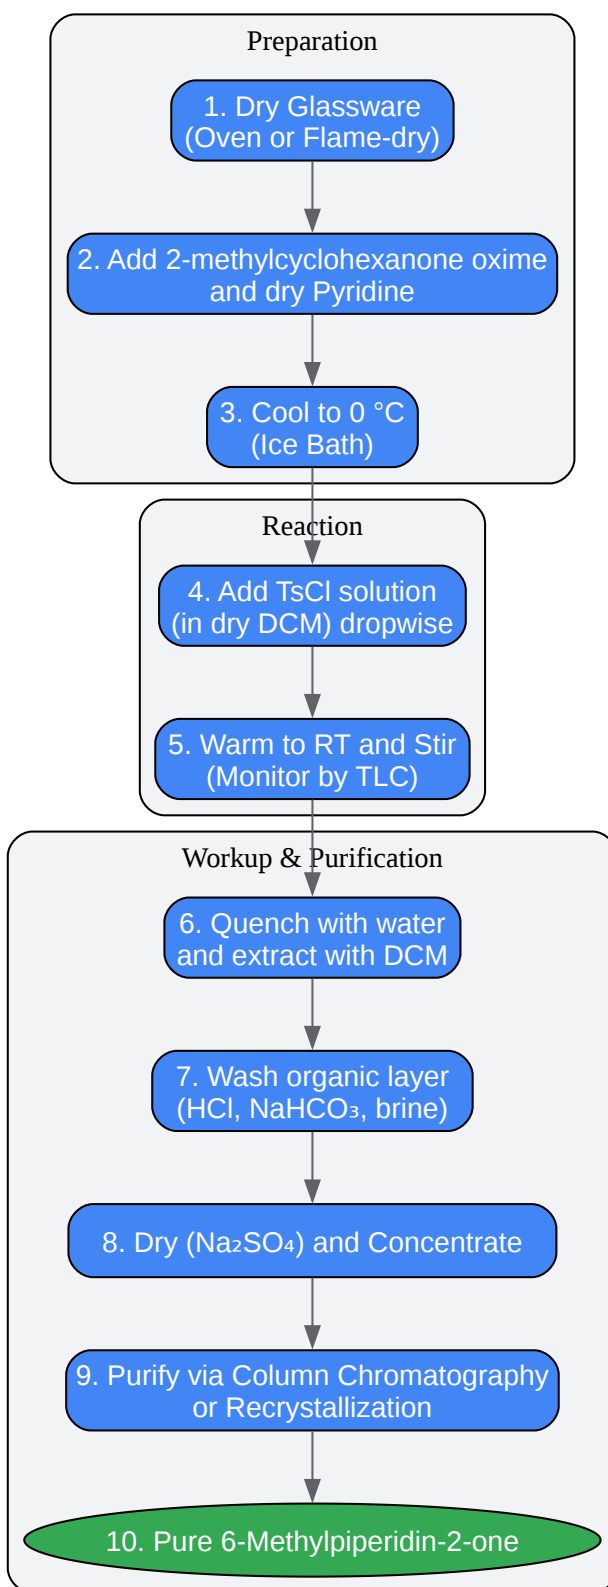 Preparation
1. Dry Glassware
(Oven or Flame-dry)
2. Add 2-methylcyclohexanone oxime
and dry Pyridine
3. Cool to 0 °C
(Ice Bath)
Reaction
4. Add TsCl solution
(in dry DCM) dropwise
5. Warm to RT and Stir
(Monitor by TLC)
Workup & Purification
6. Quench with water
and extract with DCM
7. Wash organic layer
(HCl, NaHCO₃, brine)
8. Dry (Na₂SO₄) and Concentrate
9. Purify via Column Chromatography
or Recrystallization
10. Pure 6-Methylpiperidin-2-one